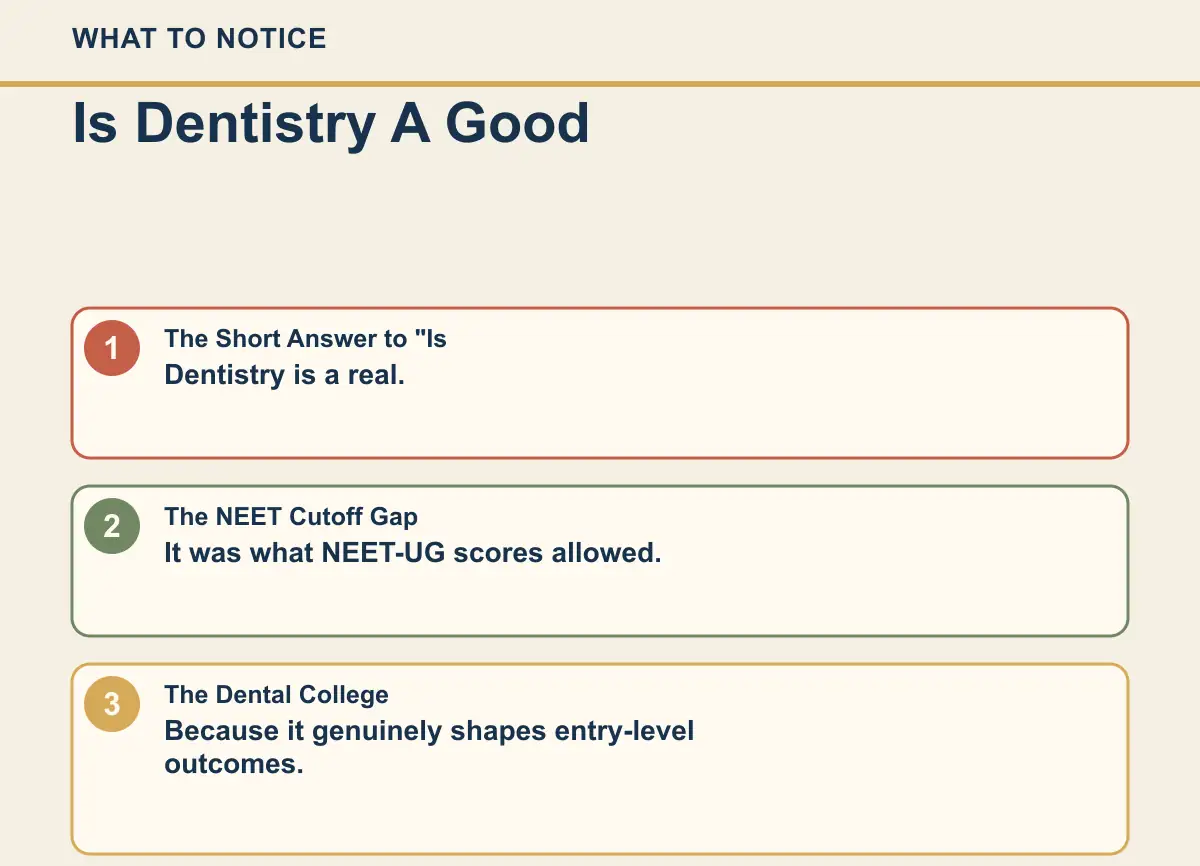 WHAT TO NOTICE
Is Dentistry A Good
1
The Short Answer to "Is
Dentistry is a real.
2
The NEET Cutoff Gap
It was what NEET-UG scores allowed.
3
The Dental College
Because it genuinely shapes entry-level
outcomes.